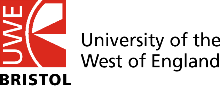 UWE
BRISTOL
University of the
West of England